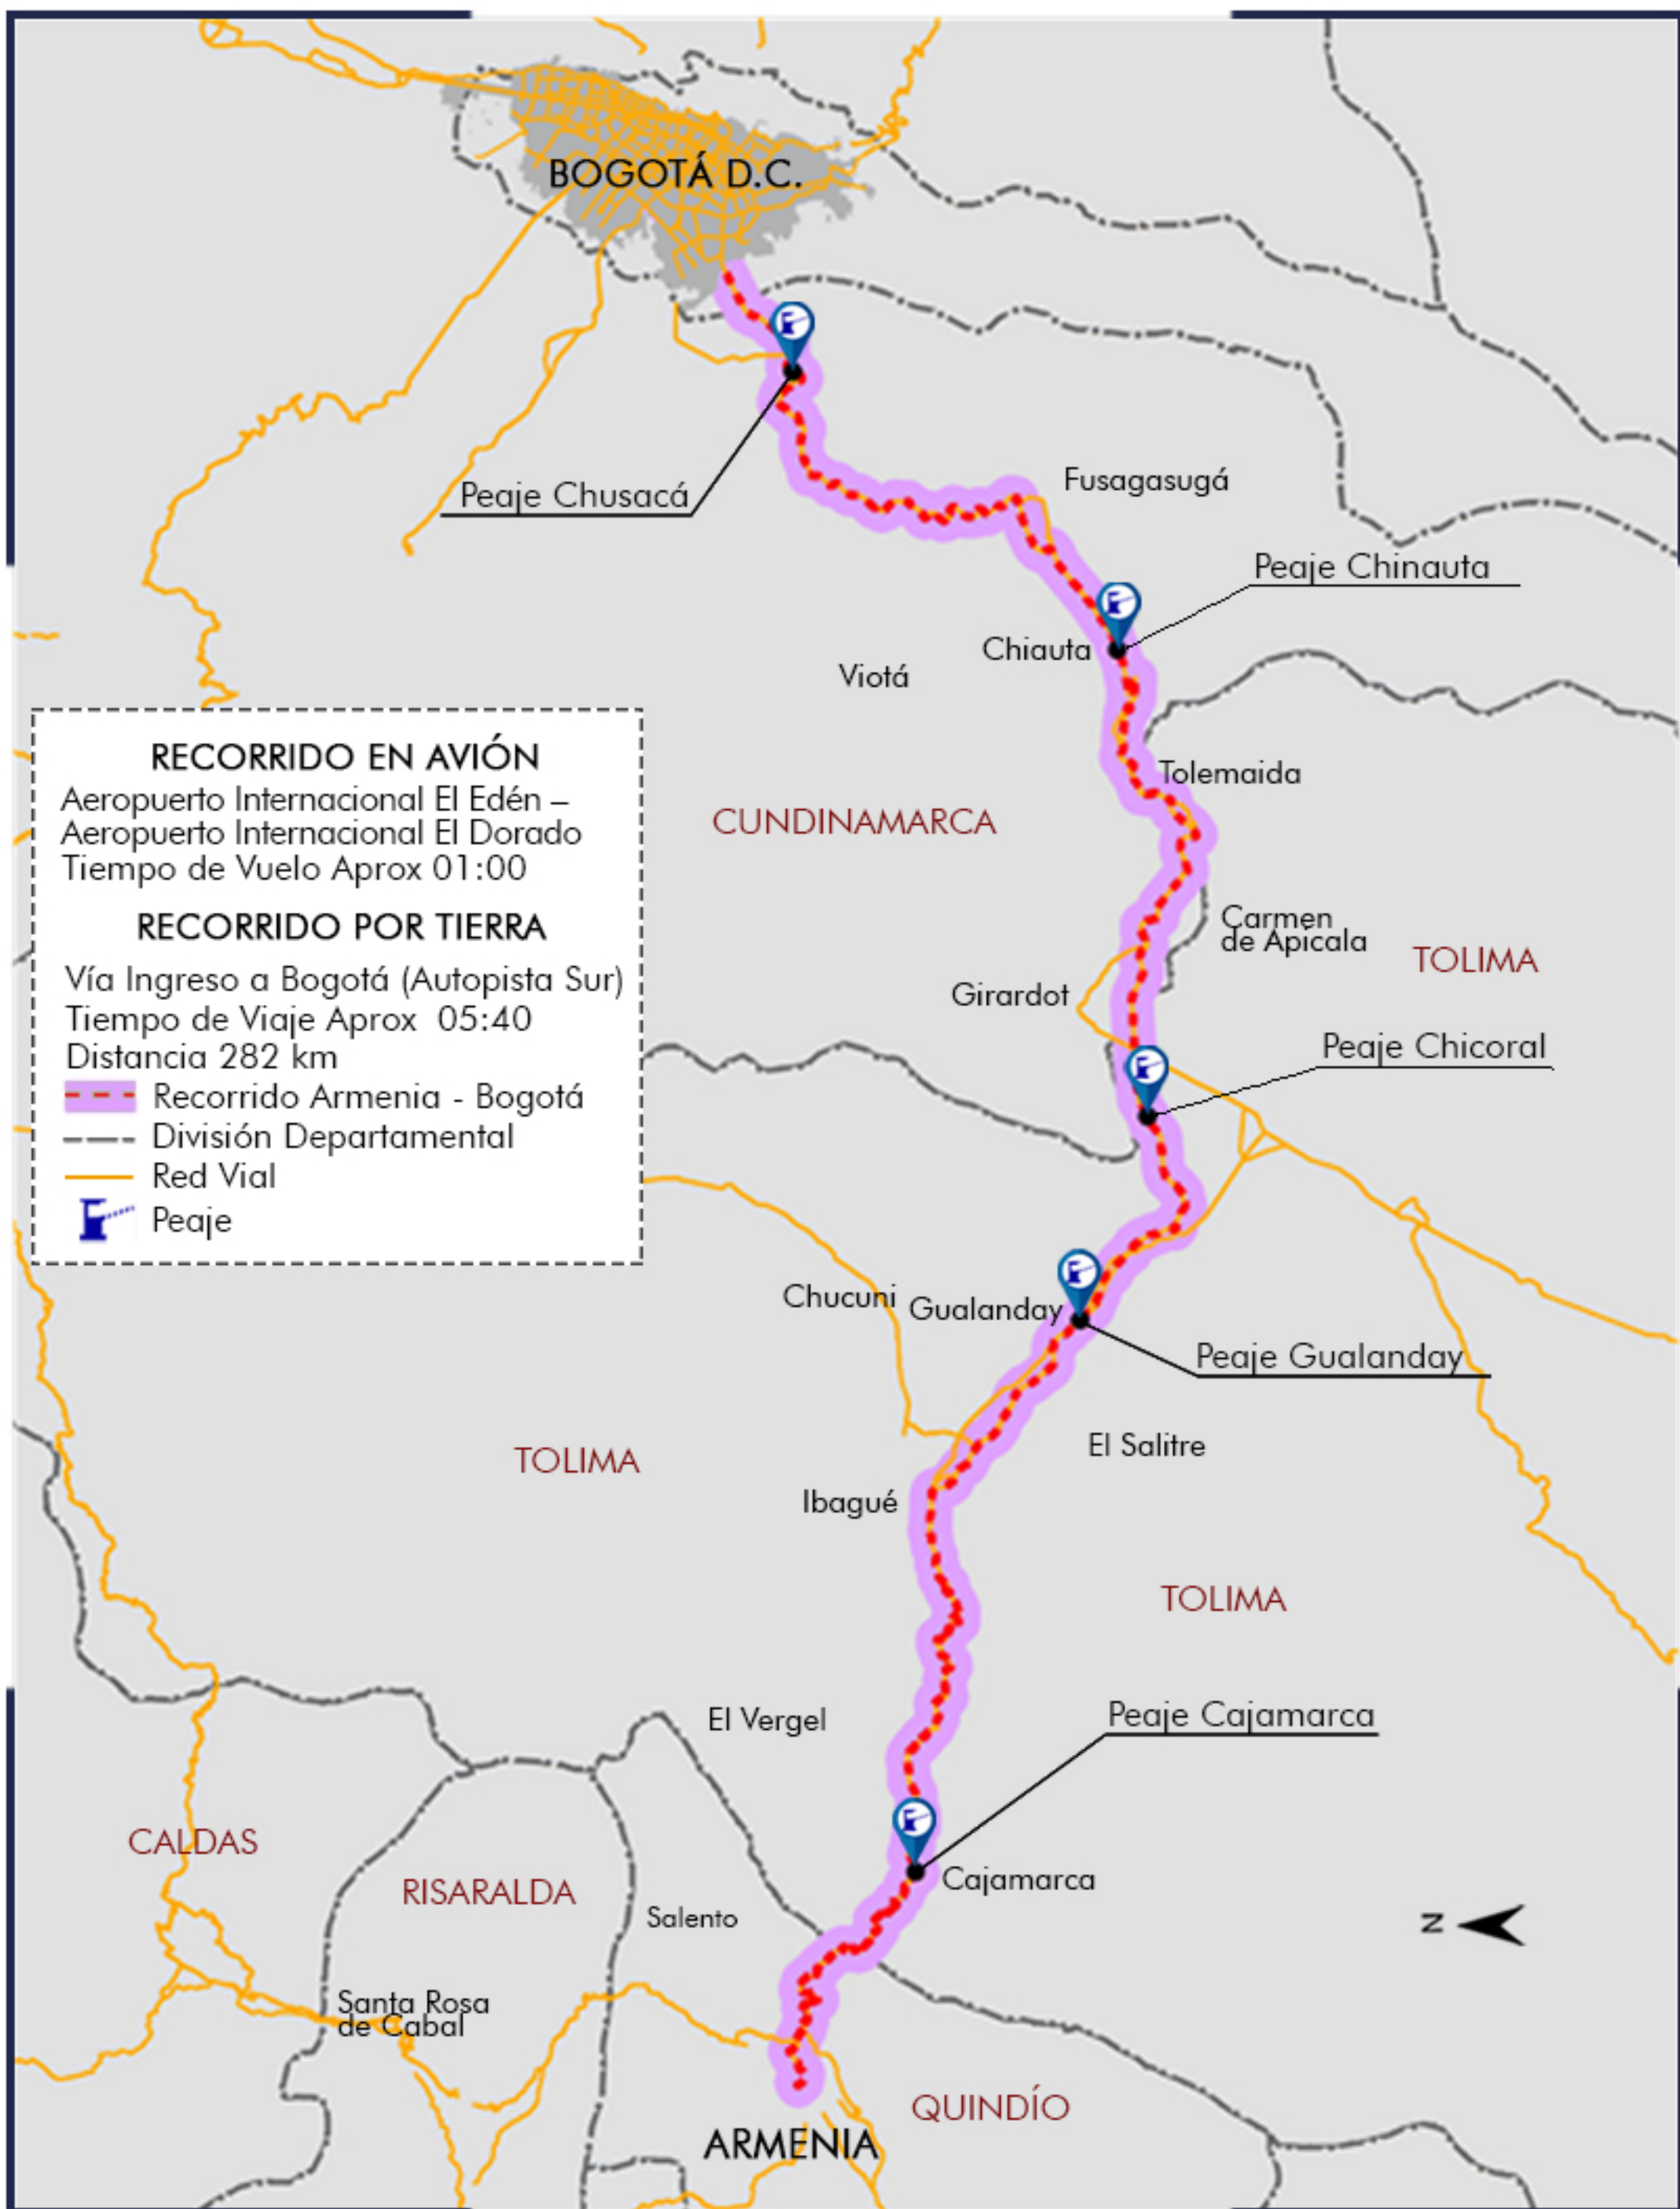 BOGOTÁ D.C.
Fusagasugá
Peaje Chusacá
Peaje Chinauta
Chiauta
Viotá
RECORRIDO EN AVIÓN
Aeropuerto Internacional El Edén –
Aeropuerto Internacional El Dorado
Tiempo de Vuelo Aprox 01:00
RECORRIDO POR TIERRA
Vía Ingreso a Bogotá (Autopista Sur)
Tiempo de Viaje Aprox 05:40
Distancia 282 km
Recorrido Armenia - Bogotá
División Departamental
Red Vial
Peaje
Tolemaida
CUNDINAMARCA
Carmen
de Apicala
TOLIMA
Girardot
Peaje Chicoral
Chucuni
Gualanday
Peaje Gualanday
El Salitre
TOLIMA
Ibagué
TOLIMA
El Vergel
Peaje Cajamarca
CALDAS
Cajamarca
RISARALDA
Salento
N
Santa Rosa
de Cabal
QUINDÍO
ARMENIA